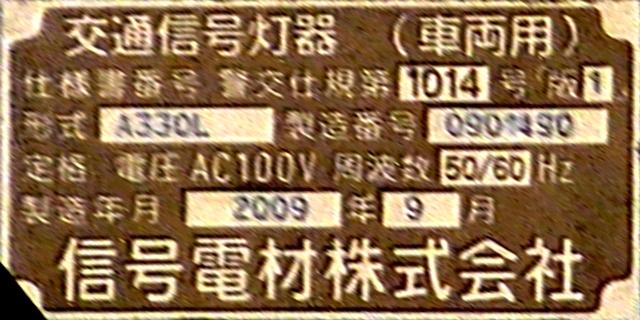 交通信号灯器 (車両用)
仕様書番号 警交仕規第 1014 号 版 1
形式 A330L 製造番号 0901490
定格 電圧 AC100V 周波数 50/60 Hz
製造年月 2009 年 9 月
信号電材株式会社